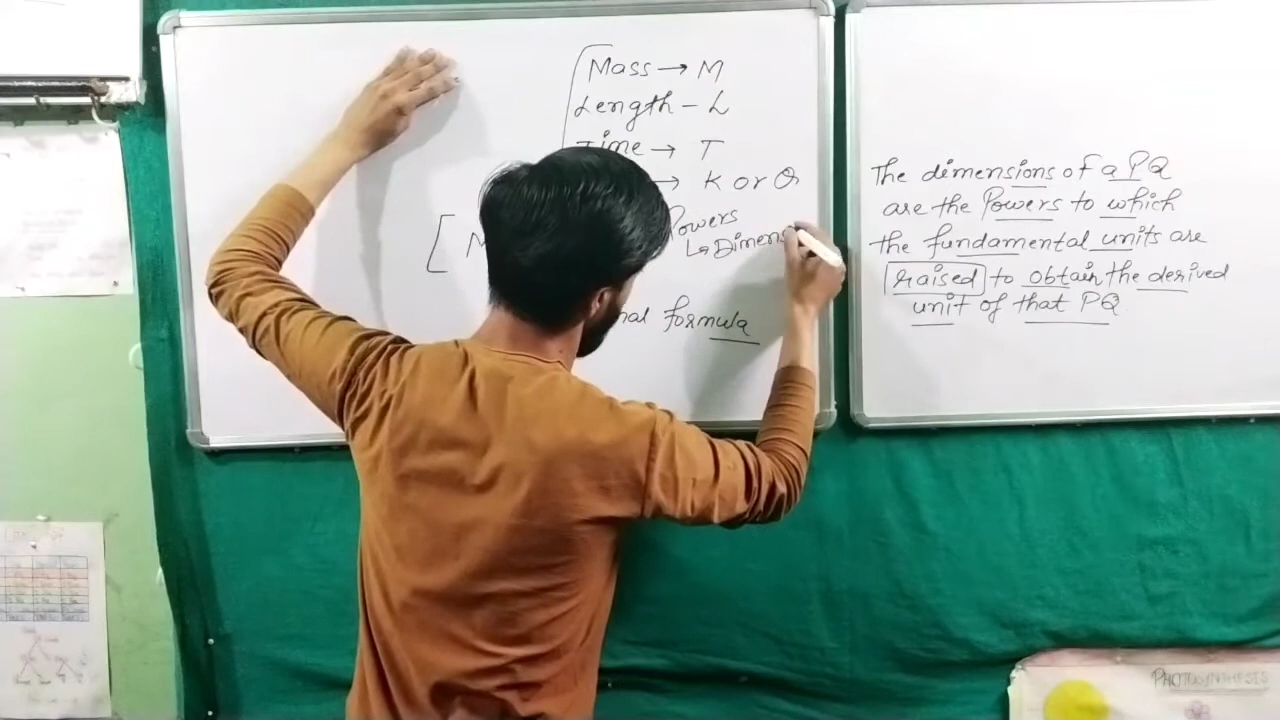 Mass → M
Length - L
Time → T
→ K or θ
[ M
Powers
↳ Dimens
nal formula
The dimensions of a PQ
are the Powers to which
the fundamental units are
raised to obtain the derived
unit of that PQ
PHOTOSYNTHESES